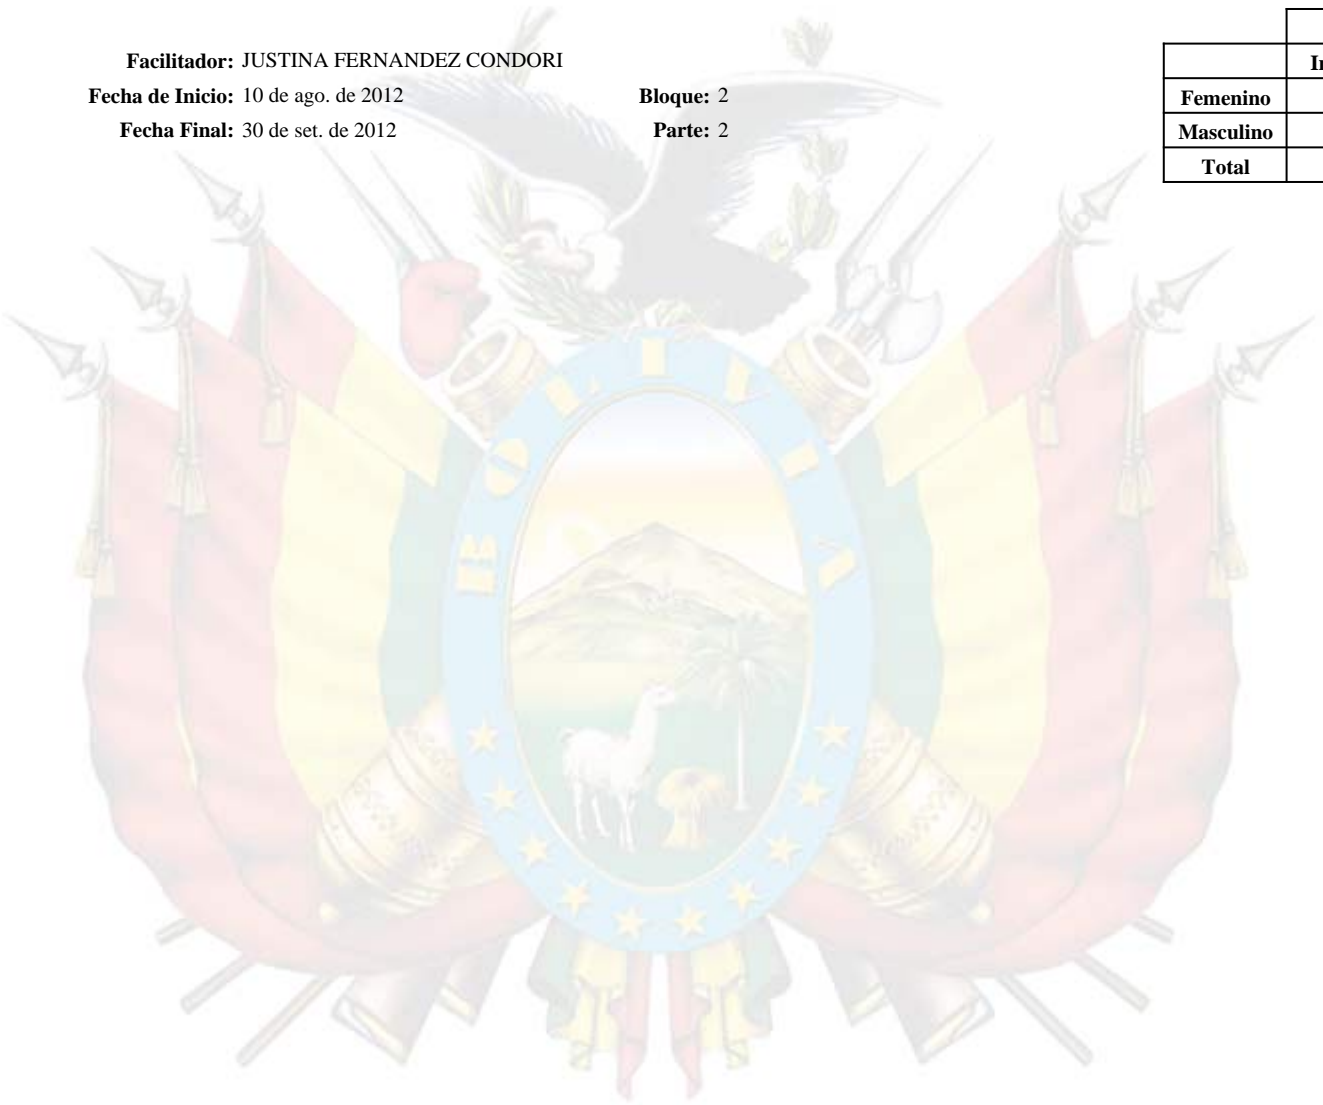 Facilitador: JUSTINA FERNANDEZ CONDORI
Fecha de Inicio: 10 de ago. de 2012 Bloque: 2
Fecha Final: 30 de set. de 2012 Parte: 2
Femenino
Masculino
Total
BOLIVIA